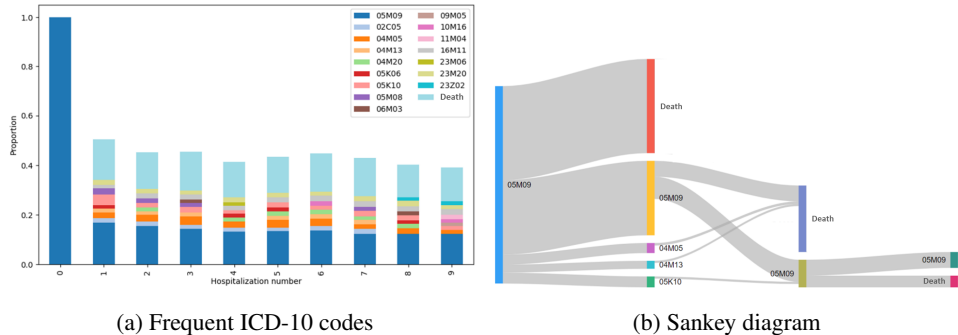 1.0
0.8
0.6
0.4
0.2
0.0
Proportion
0 1 2 3 4 5 6 7 8 9
Hospitalization number
05M09
02C05
04M05
04M13
04M20
05K06
05K10
05M08
06M03
09M05
10M16
11M04
16M11
23M06
23M20
23Z02
Death
(a) Frequent ICD-10 codes
05M09
Death
05M09
04M05
04M13
05K10
Death
05M09
05M09
Death
(b) Sankey diagram